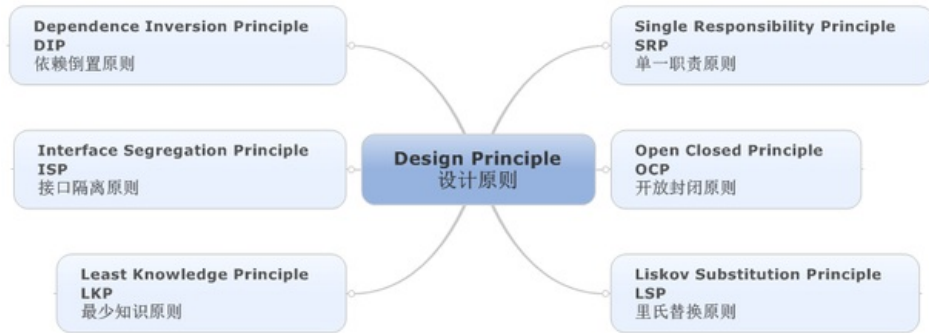 Dependence Inversion Principle
DIP
依赖倒置原则
Single Responsibility Principle
SRP
单一职责原则
Interface Segregation Principle
ISP
接口隔离原则
Design Principle
设计原则
Open Closed Principle
OCP
开放封闭原则
Least Knowledge Principle
LKP
最少知识原则
Liskov Substitution Principle
LSP
里氏替换原则